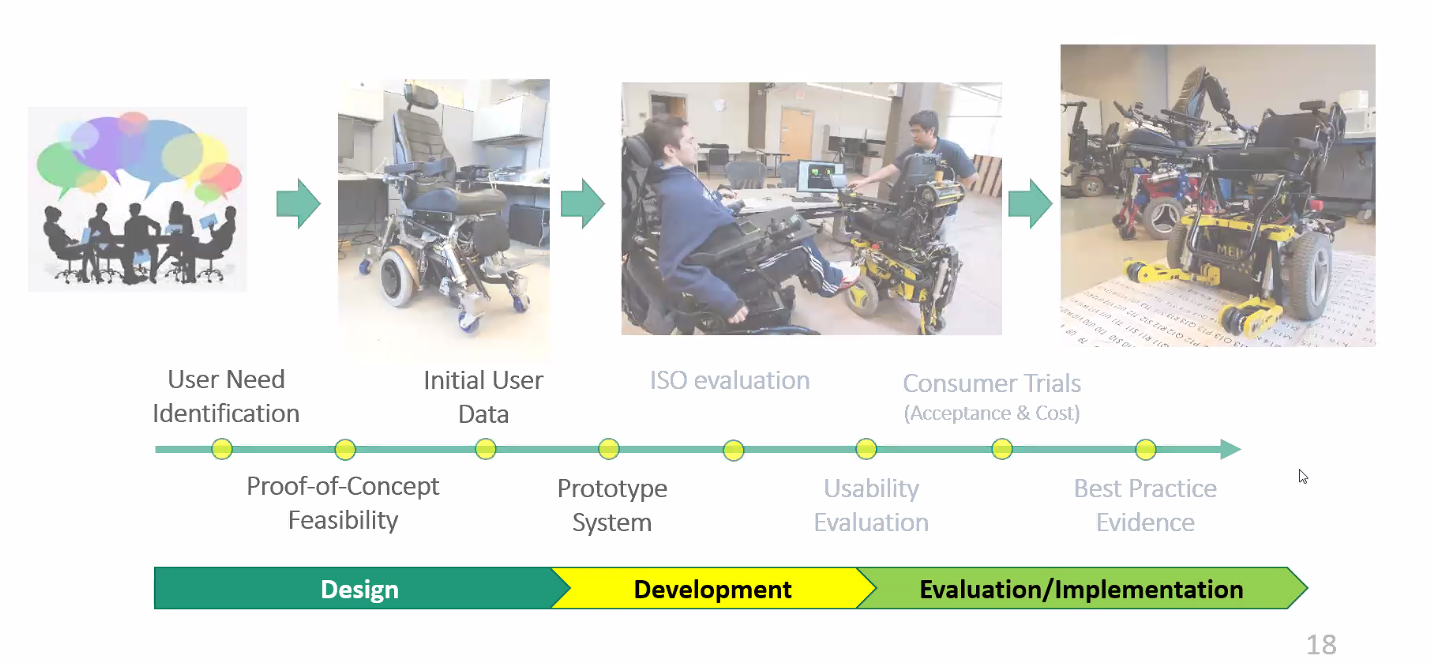 User Need
Identification
Initial User
Data
ISO evaluation
Consumer Trials
(Acceptance & Cost)
Proof-of-Concept
Feasibility
Prototype
System
Usability
Evaluation
Best Practice
Evidence
Design
Development
Evaluation/Implementation
18